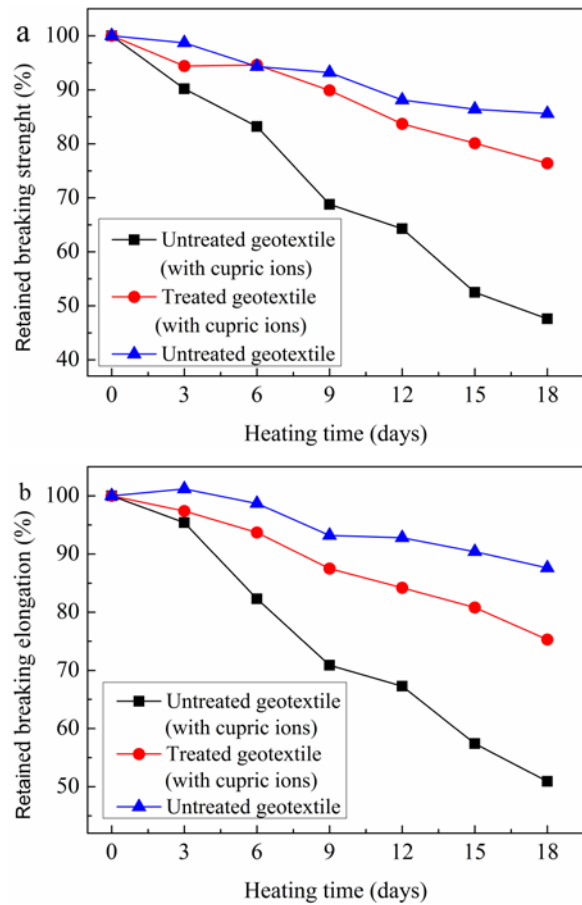 a
Retained breaking strenght (%)
100
90
80
70
60
50
40
Untreated geotextile
(with cupric ions)
Treated geotextile
(with cupric ions)
Untreated geotextile
0 3 6 9 12 15 18
Heating time (days)
b
Retained breaking elongation (%)
100
90
80
70
60
50
Untreated geotextile
(with cupric ions)
Treated geotextile
(with cupric ions)
Untreated geotextile
0 3 6 9 12 15 18
Heating time (days)